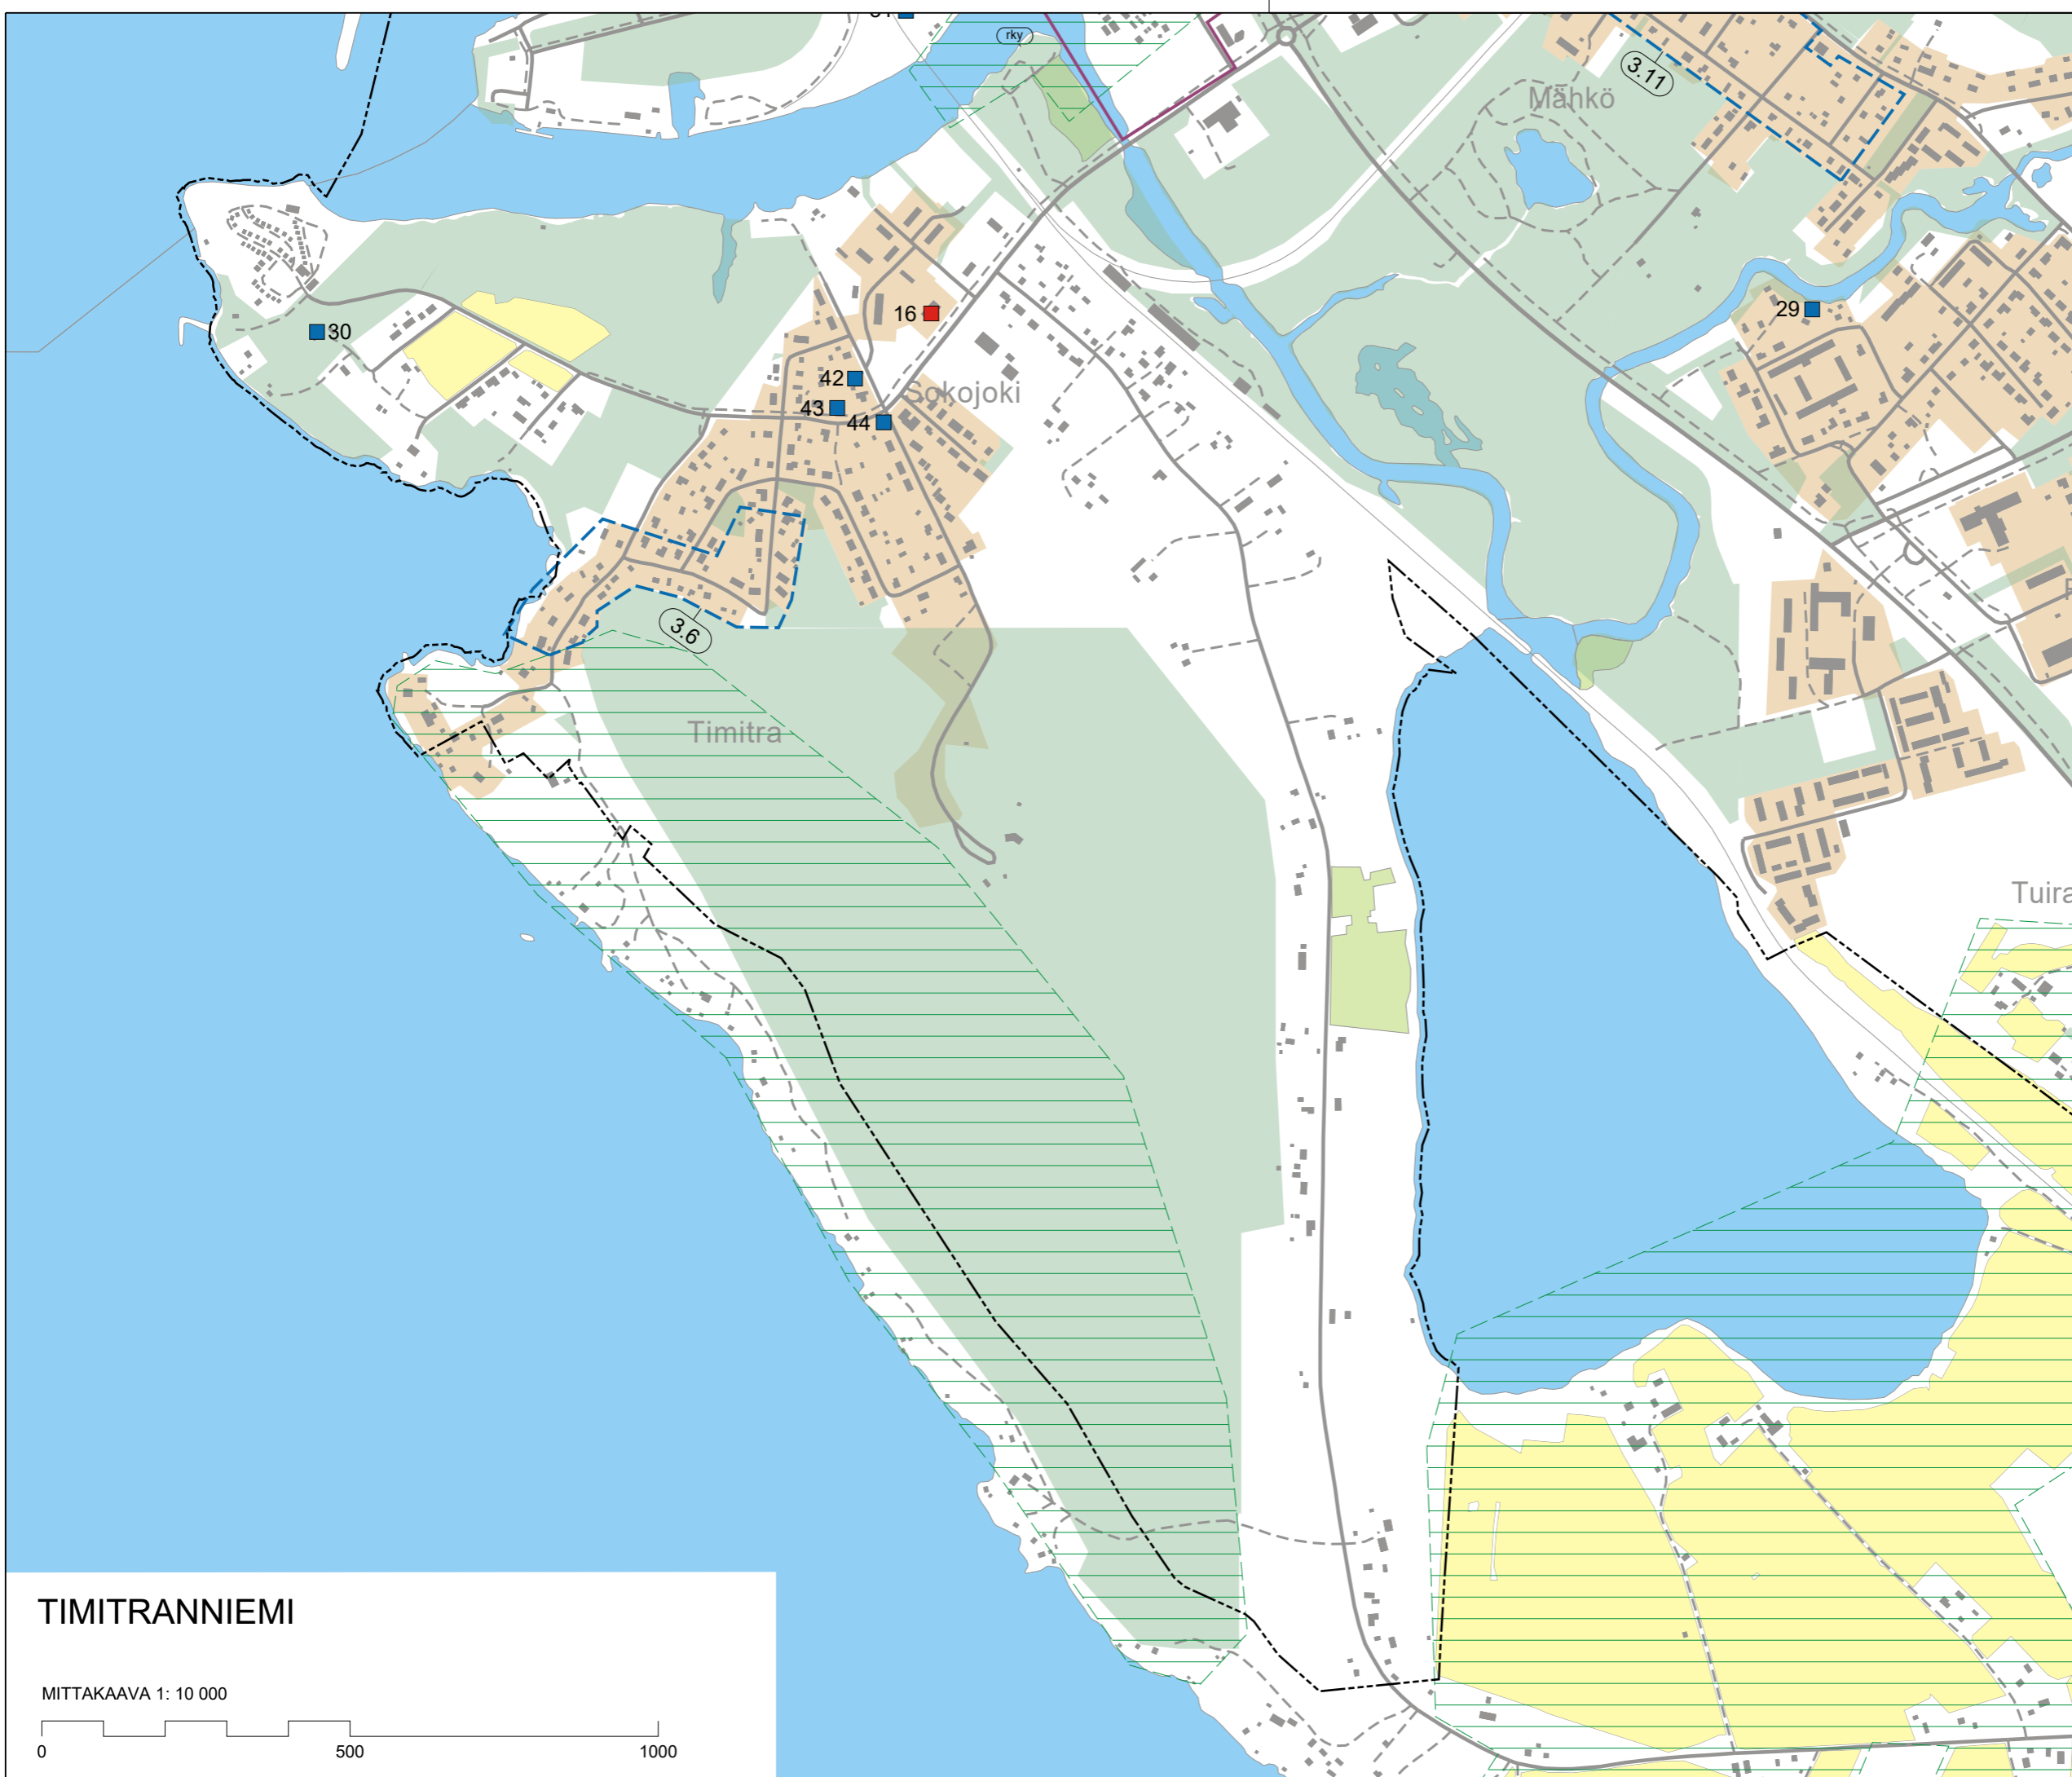 rky
3.11
Mähkö
16
29
30
42
Sokojoki
43
44
3.6
Timitra
Tuira
TIMITRANNIEMI
MITTAKAAVA 1: 10 000
0 500 1000